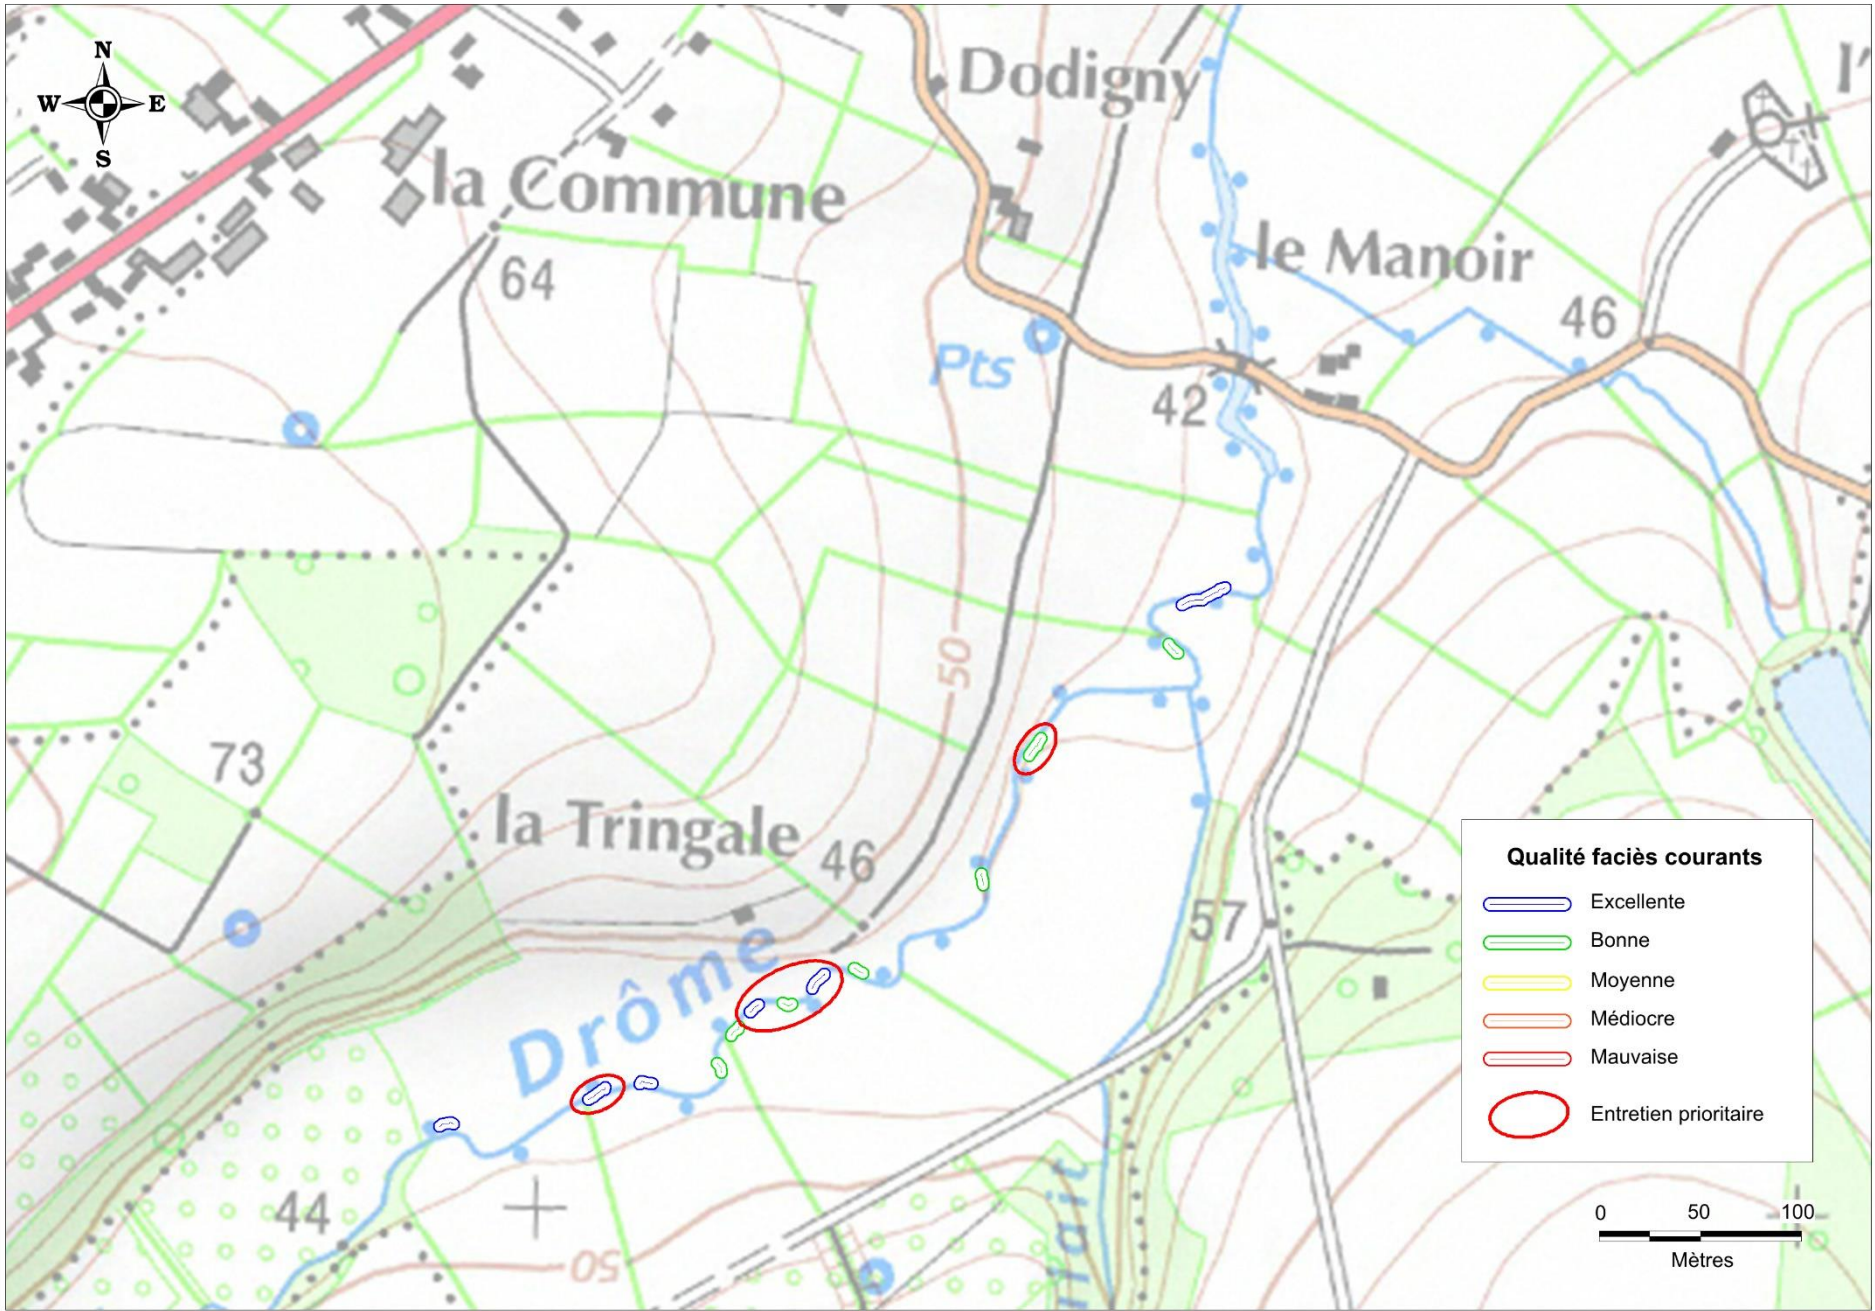 N
W E
S
Dodigny
l'
la Commune
le Manoir
64
46
Pts
42
50
73
la Tringale
46
57
Drôme
44
50
Qualité faciès courants
Excellente
Bonne
Moyenne
Médiocre
Mauvaise
Entretien prioritaire
0 50 100
Mètres